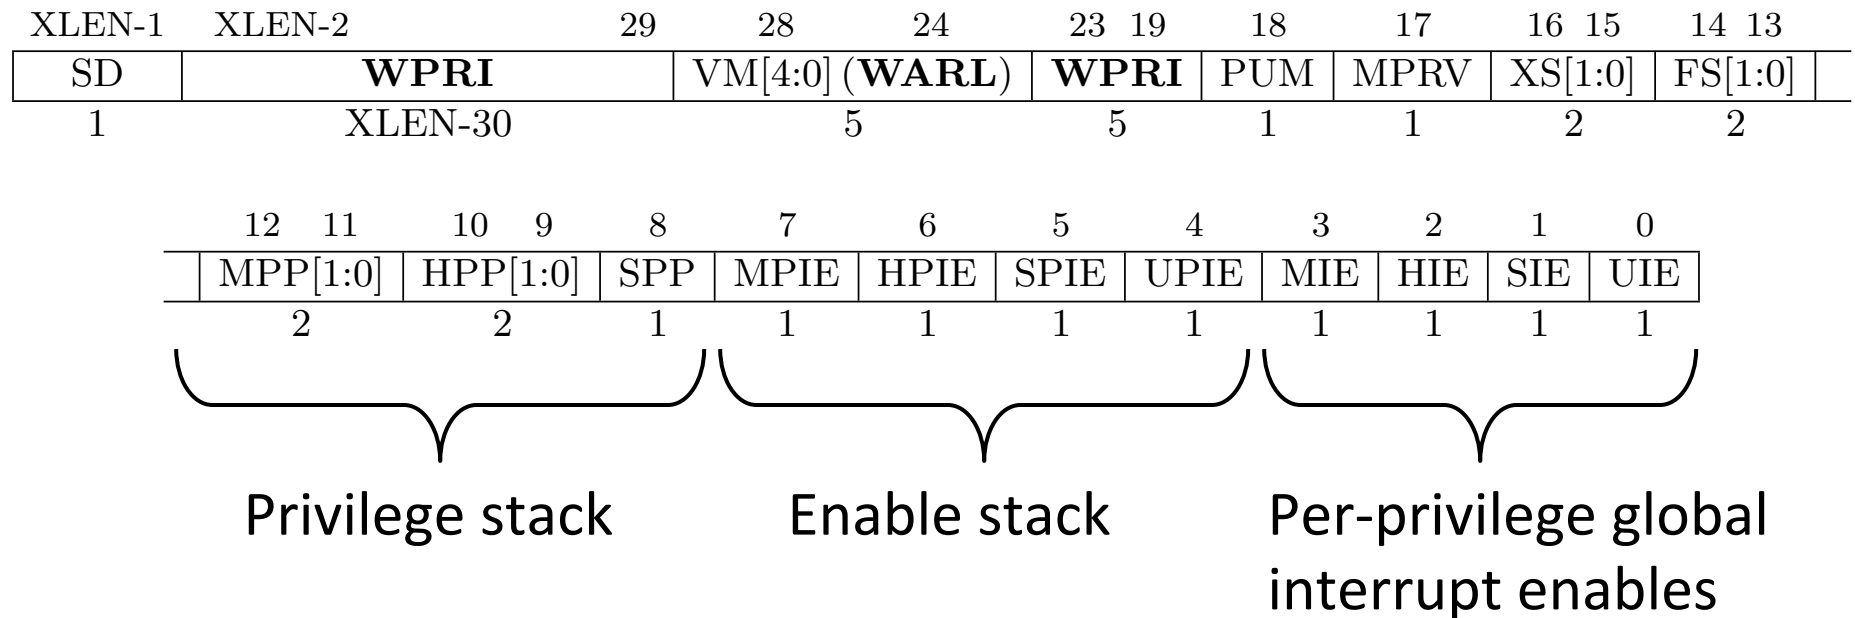 XLEN-1 XLEN-2 29 28 24 23 19 18 17 16 15 14 13
SD WPRI VM[4:0] (WARL) WPRI PUM MPRV XS[1:0] FS[1:0]
1 XLEN-30 5 5 1 1 2 2
12 11 10 9 8 7 6 5 4 3 2 1 0
MPP[1:0] HPP[1:0] SPP MPIE HPIE SPIE UPIE MIE HIE SIE UIE
2 2 1 1 1 1 1 1 1 1 1
Privilege stack Enable stack Per-privilege global
interrupt enables